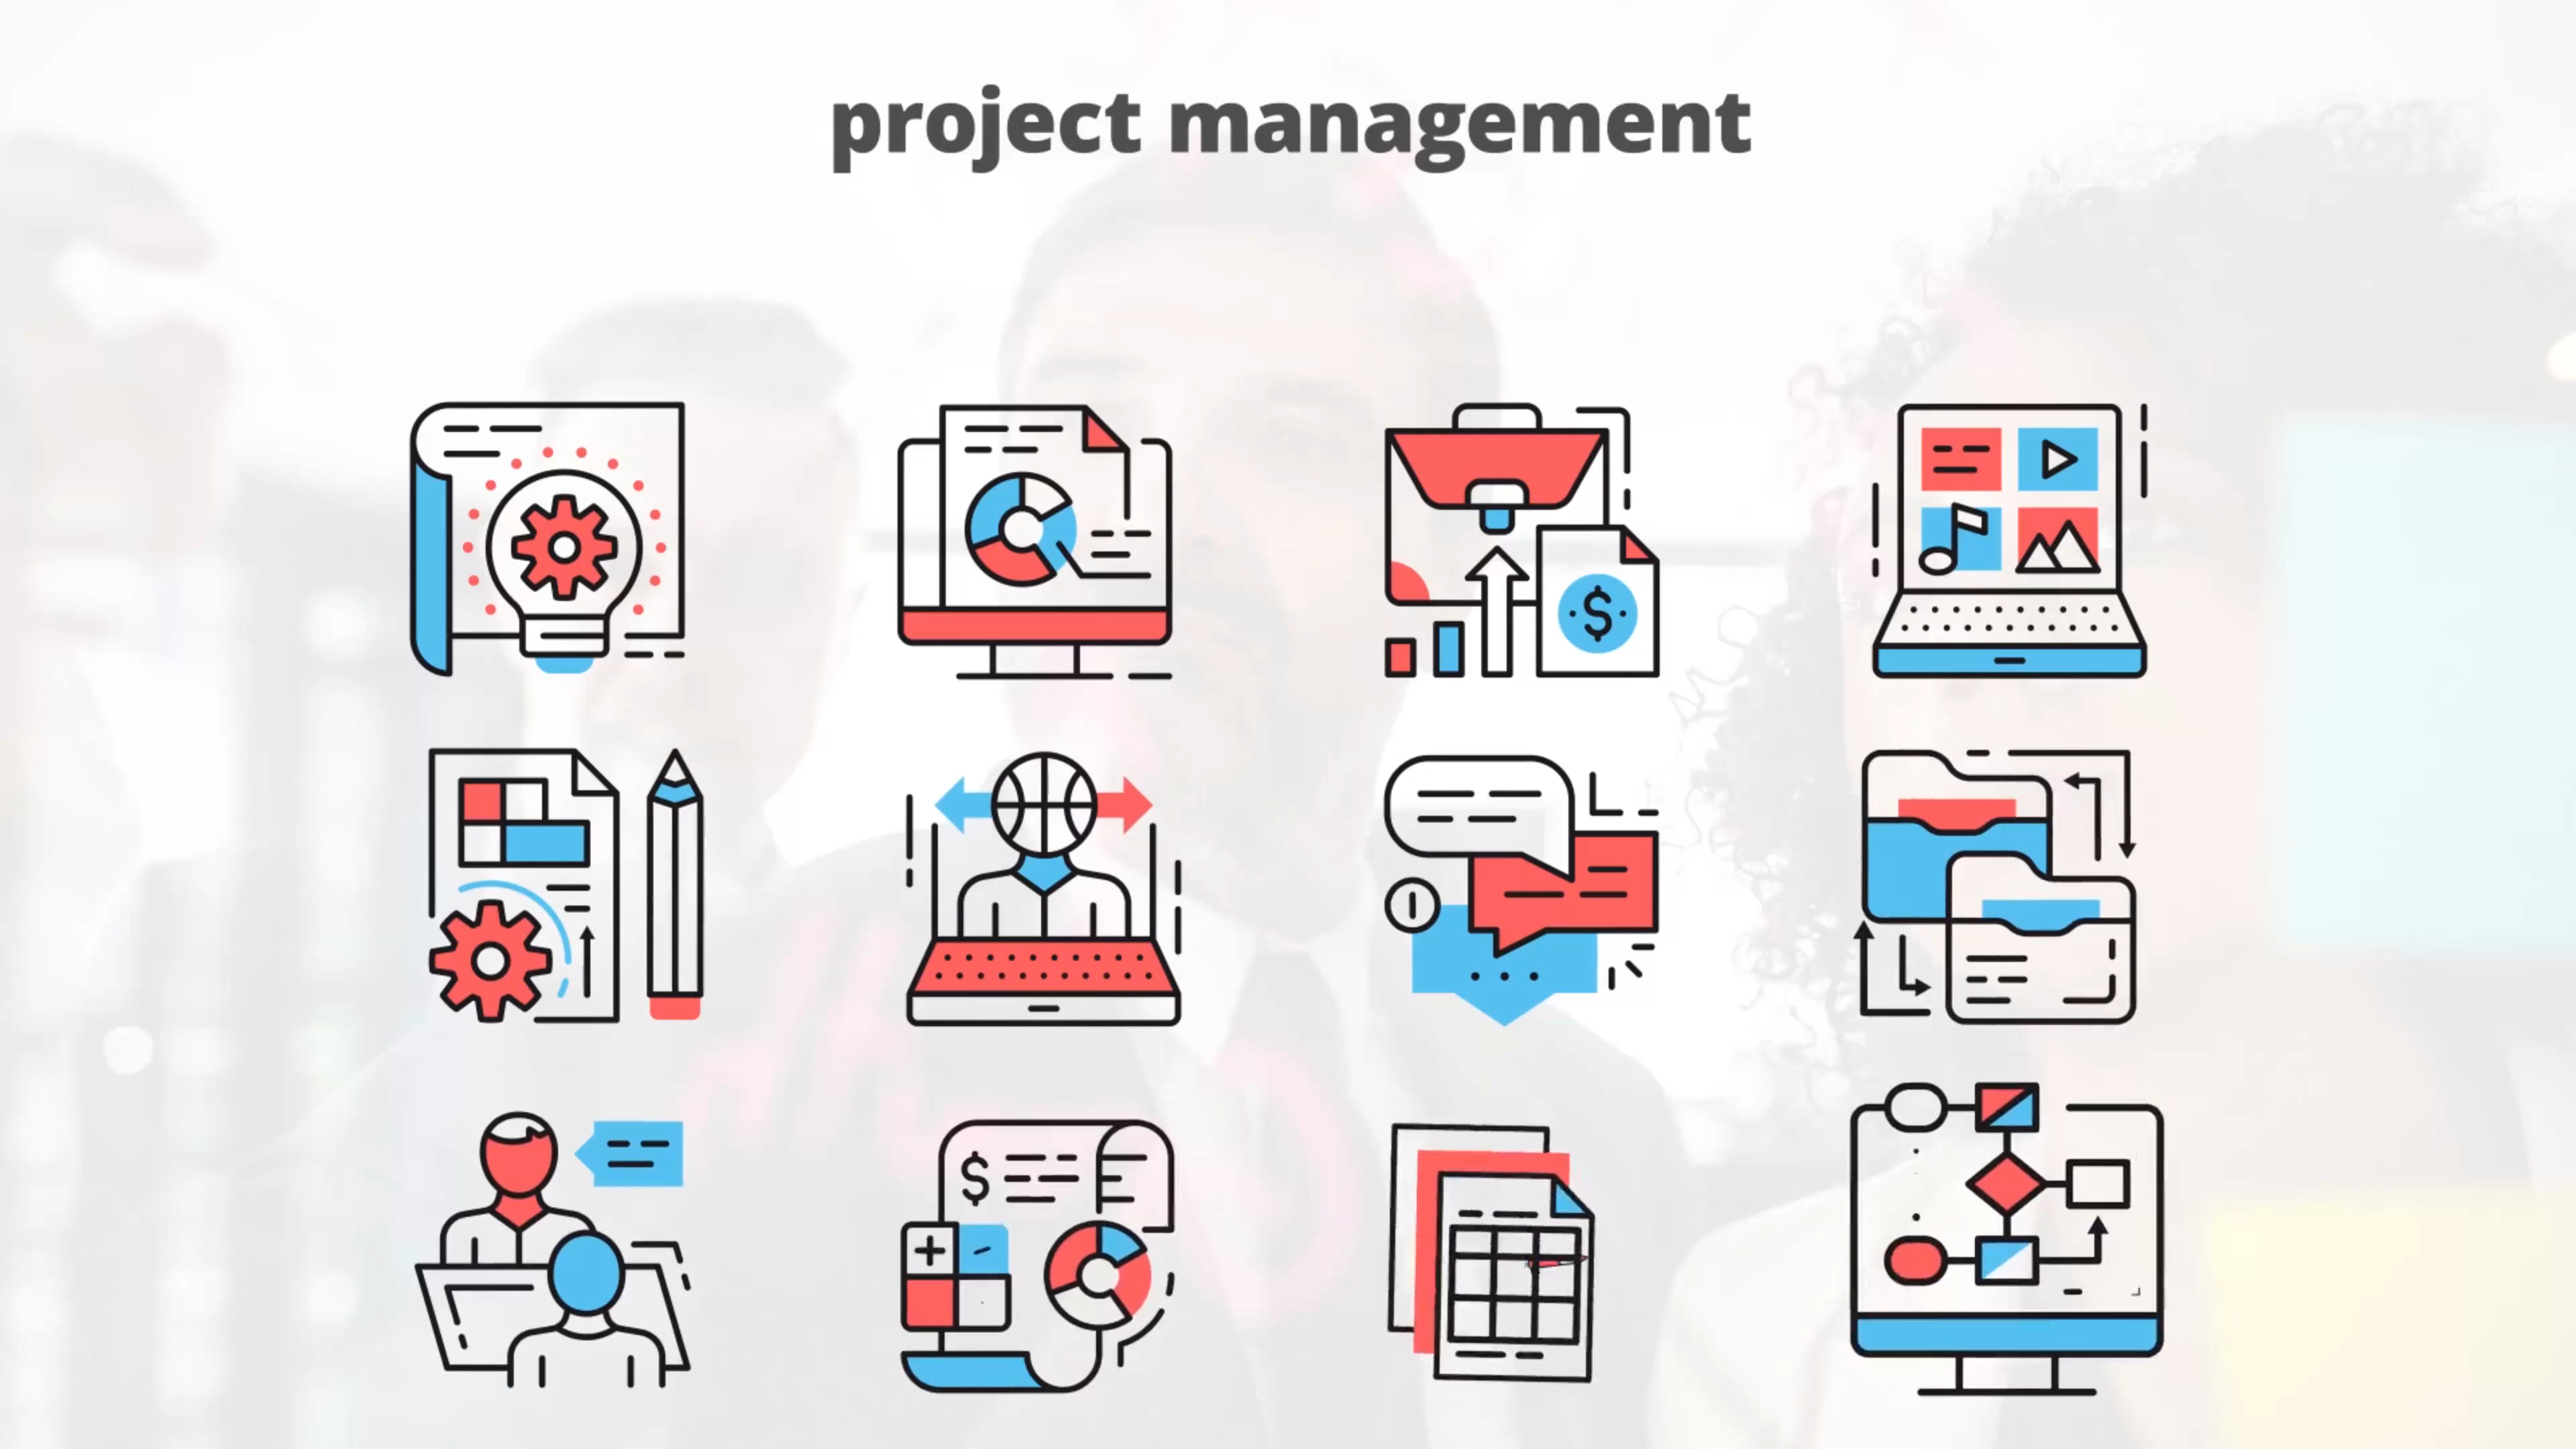 project management
$
$
+ -